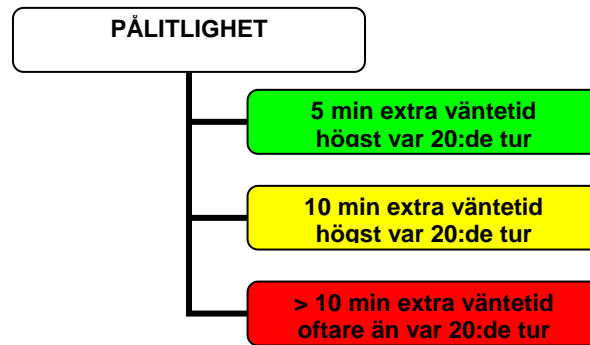 PÅLITLIGHET
5 min extra väntetid
högst var 20:de tur
10 min extra väntetid
högst var 20:de tur
> 10 min extra väntetid
oftare än var 20:de tur